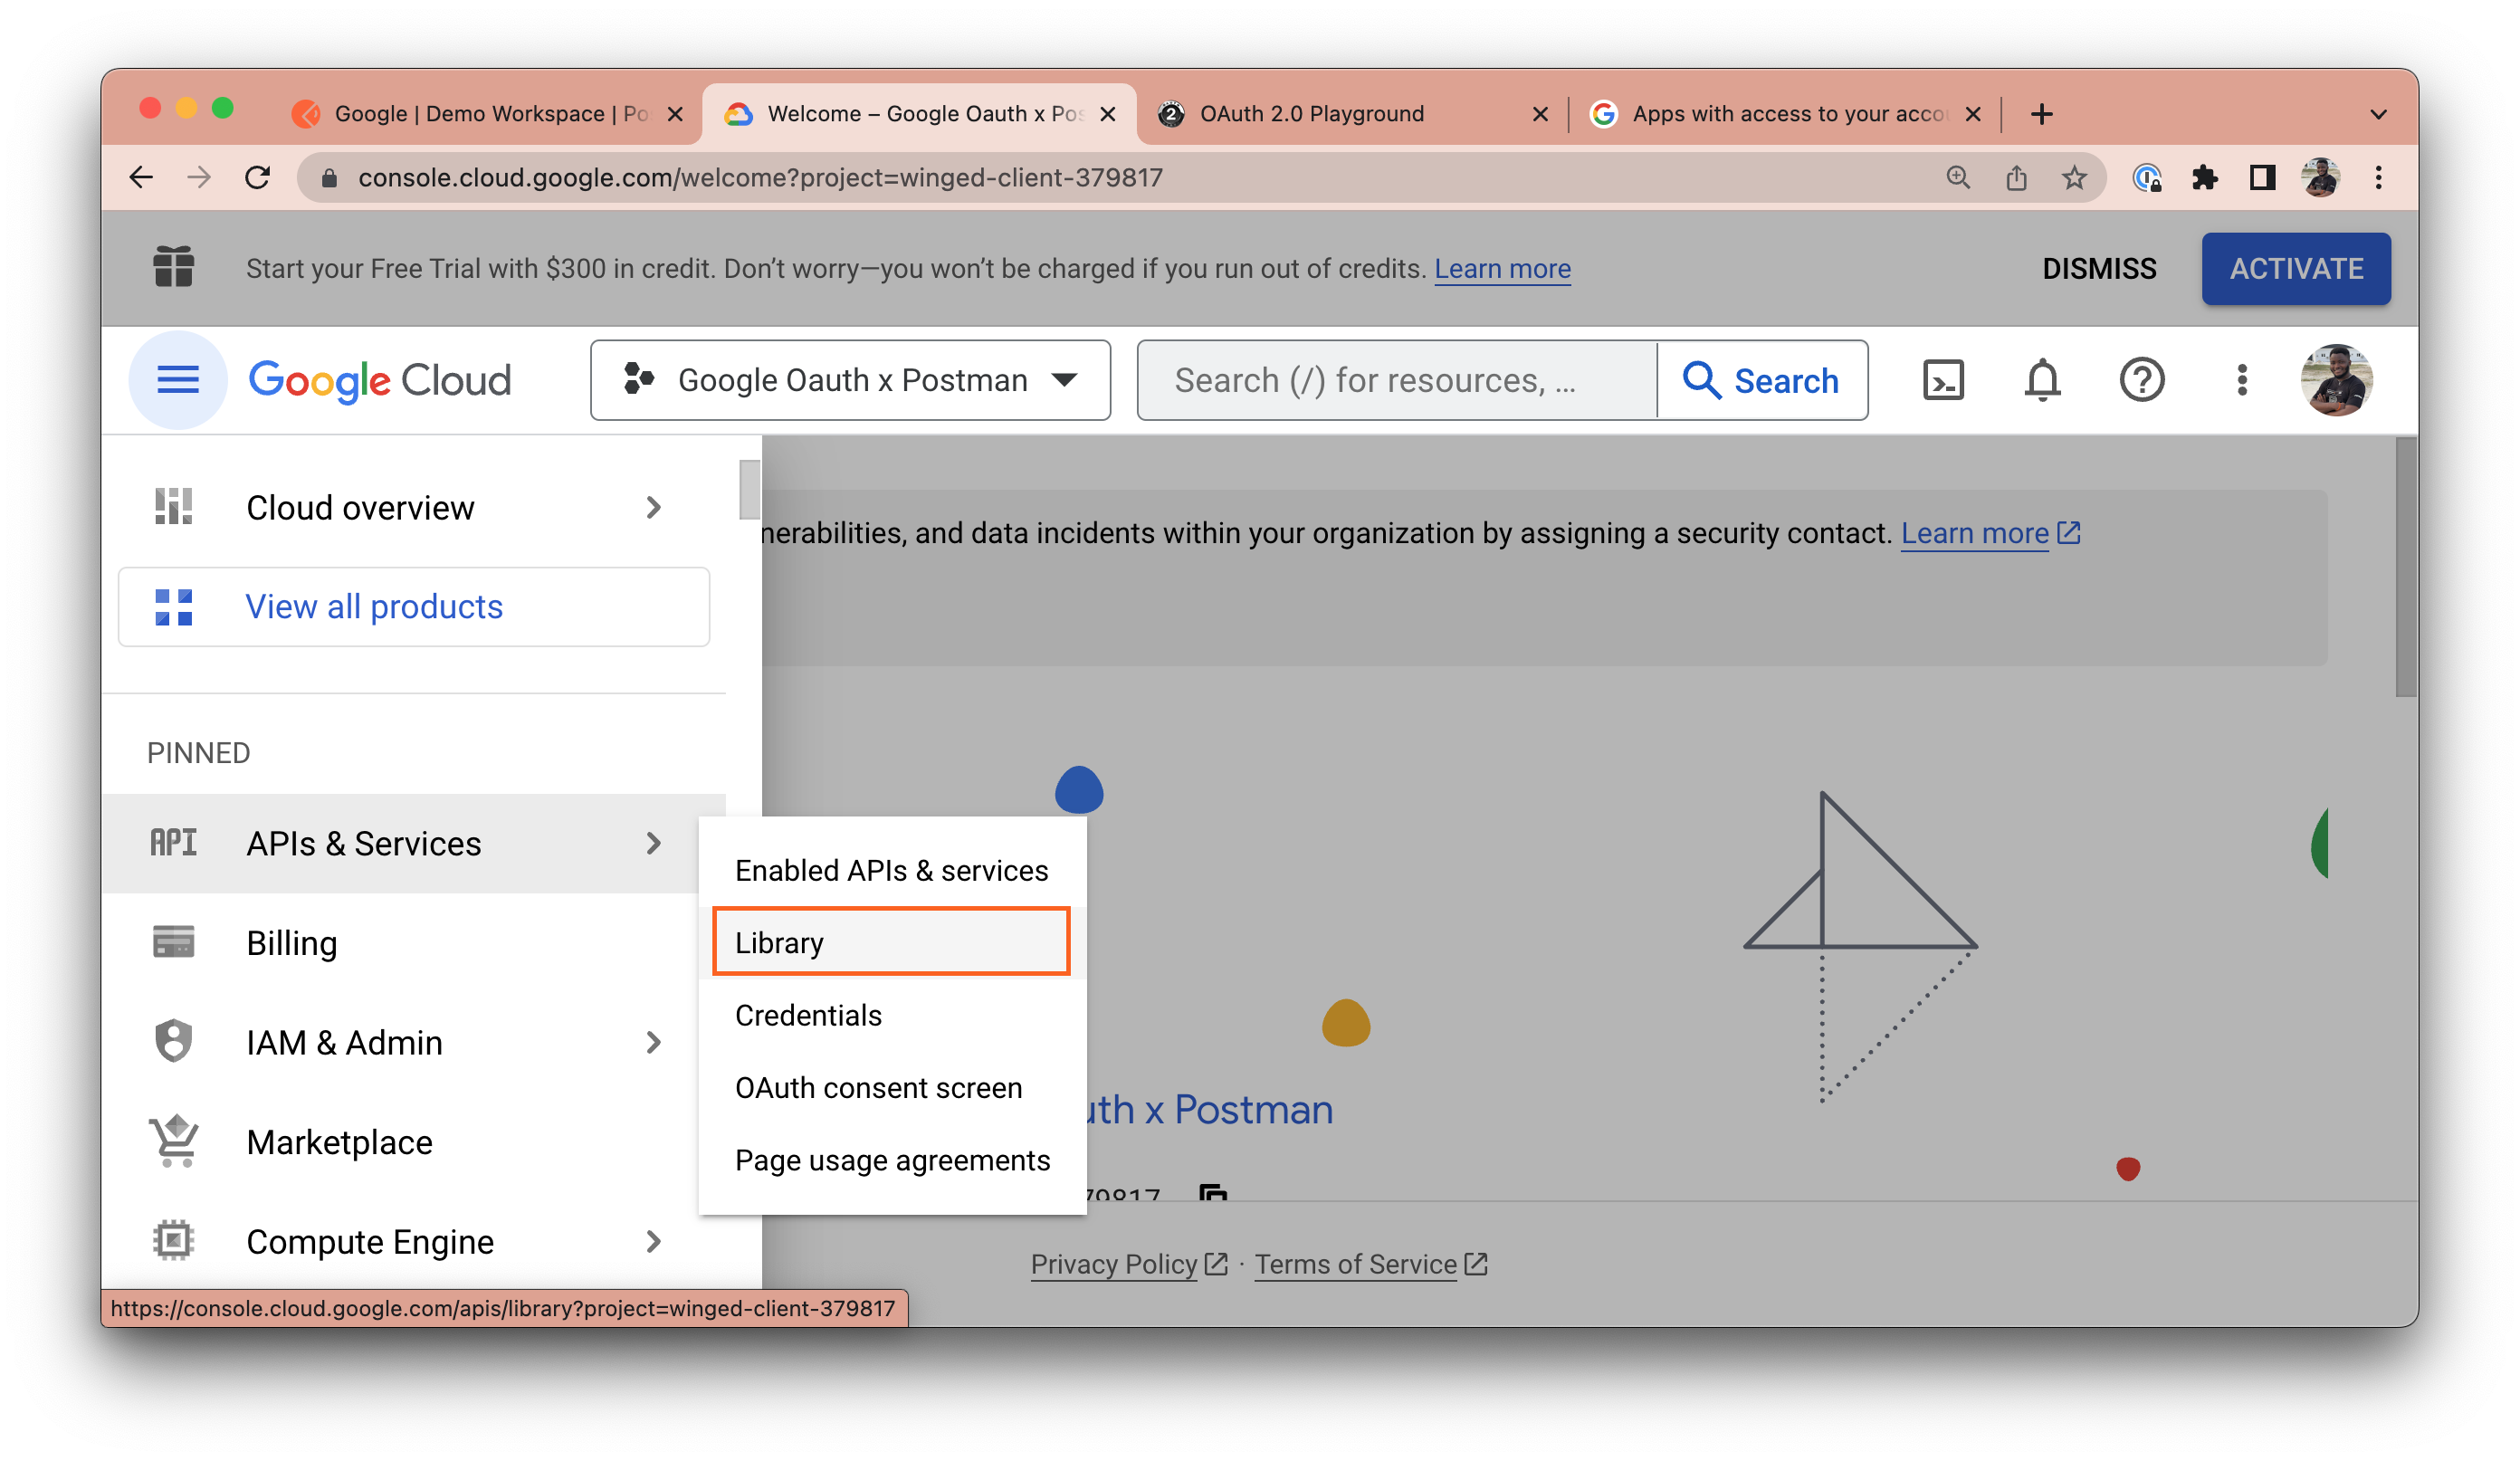 Google | Demo Workspace | Po
Welcome – Google Oauth x Pos
OAuth 2.0 Playground
Apps with access to your acco
console.cloud.google.com/welcome?project=winged-client-379817
Start your Free Trial with $300 in credit. Don’t worry—you won’t be charged if you run out of credits. Learn more
DISMISS
ACTIVATE
Google Cloud
Google Oauth x Postman
Search (/) for resources, ...
Search
Cloud overview
View all products
nerabilities, and data incidents within your organization by assigning a security contact. Learn more
PINNED
API
APIs & Services
Billing
IAM & Admin
Marketplace
Compute Engine
Enabled APIs & services
Library
Credentials
OAuth consent screen
Page usage agreements
uth x Postman
79817
Privacy Policy · Terms of Service
https://console.cloud.google.com/apis/library?project=winged-client-379817